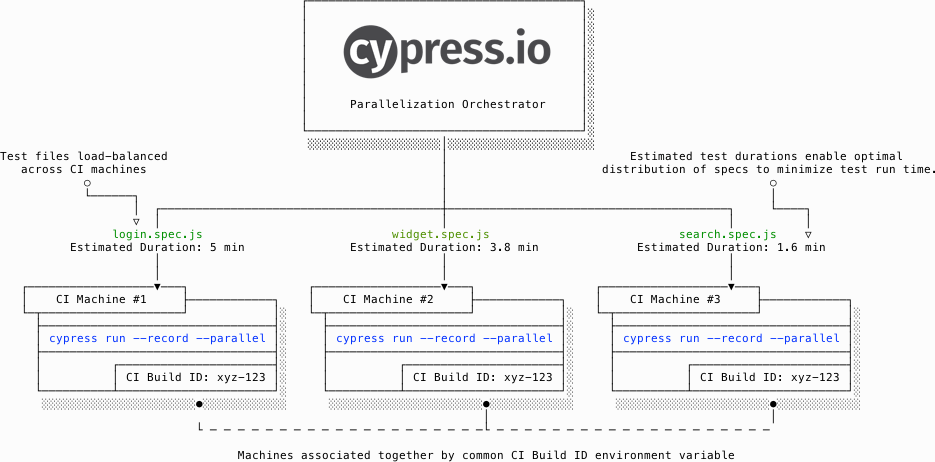 cypress.io
Parallelization Orchestrator
Test files load-balanced
across CI machines
Estimated test durations enable optimal
distribution of specs to minimize test run time.
login.spec.js
Estimated Duration: 5 min
widget.spec.js
Estimated Duration: 3.8 min
search.spec.js
Estimated Duration: 1.6 min
CI Machine #1
CI Machine #2
CI Machine #3
cypress run --record --parallel
cypress run --record --parallel
cypress run --record --parallel
CI Build ID: xyz-123
CI Build ID: xyz-123
CI Build ID: xyz-123
Machines associated together by common CI Build ID environment variable